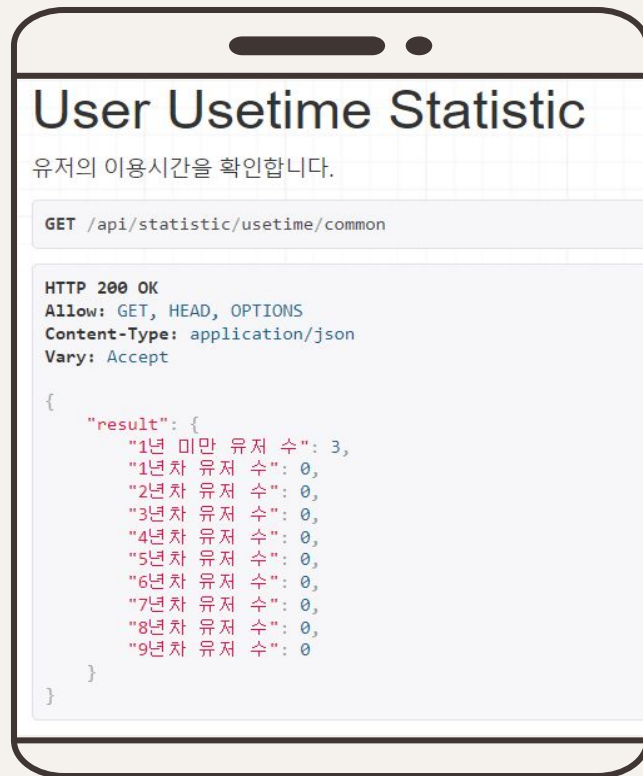 User Usetime Statistic
유저의 이용시간을 확인합니다.
GET /api/statistic/usetime/common
HTTP 200 OK
Allow: GET, HEAD, OPTIONS
Content-Type: application/json
Vary: Accept
{
"result": {
"1년 미만 유저 수": 3,
"1년차 유저 수": 0,
"2년차 유저 수": 0,
"3년차 유저 수": 0,
"4년차 유저 수": 0,
"5년차 유저 수": 0,
"6년차 유저 수": 0,
"7년차 유저 수": 0,
"8년차 유저 수": 0,
"9년차 유저 수": 0
}
}